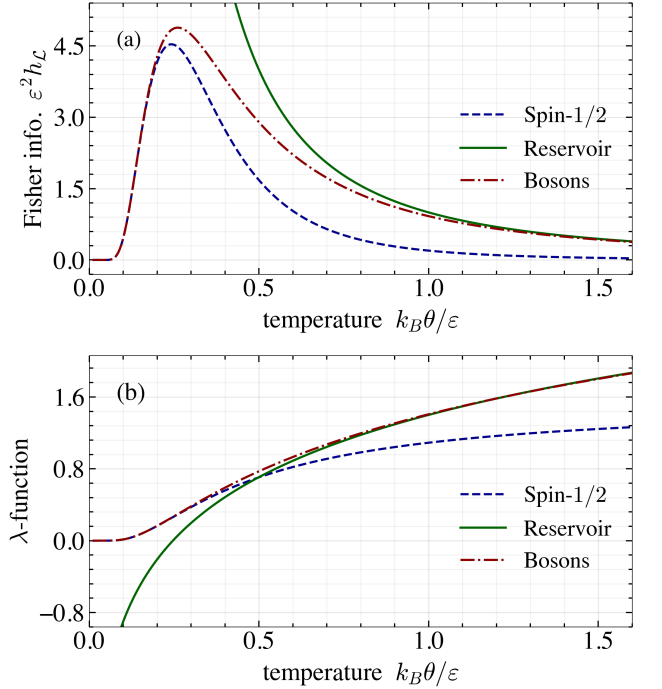 (a)
Fisher info. ε²h_ℒ
4.5
3.0
1.5
0.0
Spin-1/2
Reservoir
Bosons
0.0 0.5 1.0 1.5
temperature k_Bθ/ε
(b)
λ-function
1.6
0.8
0.0
−0.8
Spin-1/2
Reservoir
Bosons
0.0 0.5 1.0 1.5
temperature k_Bθ/ε